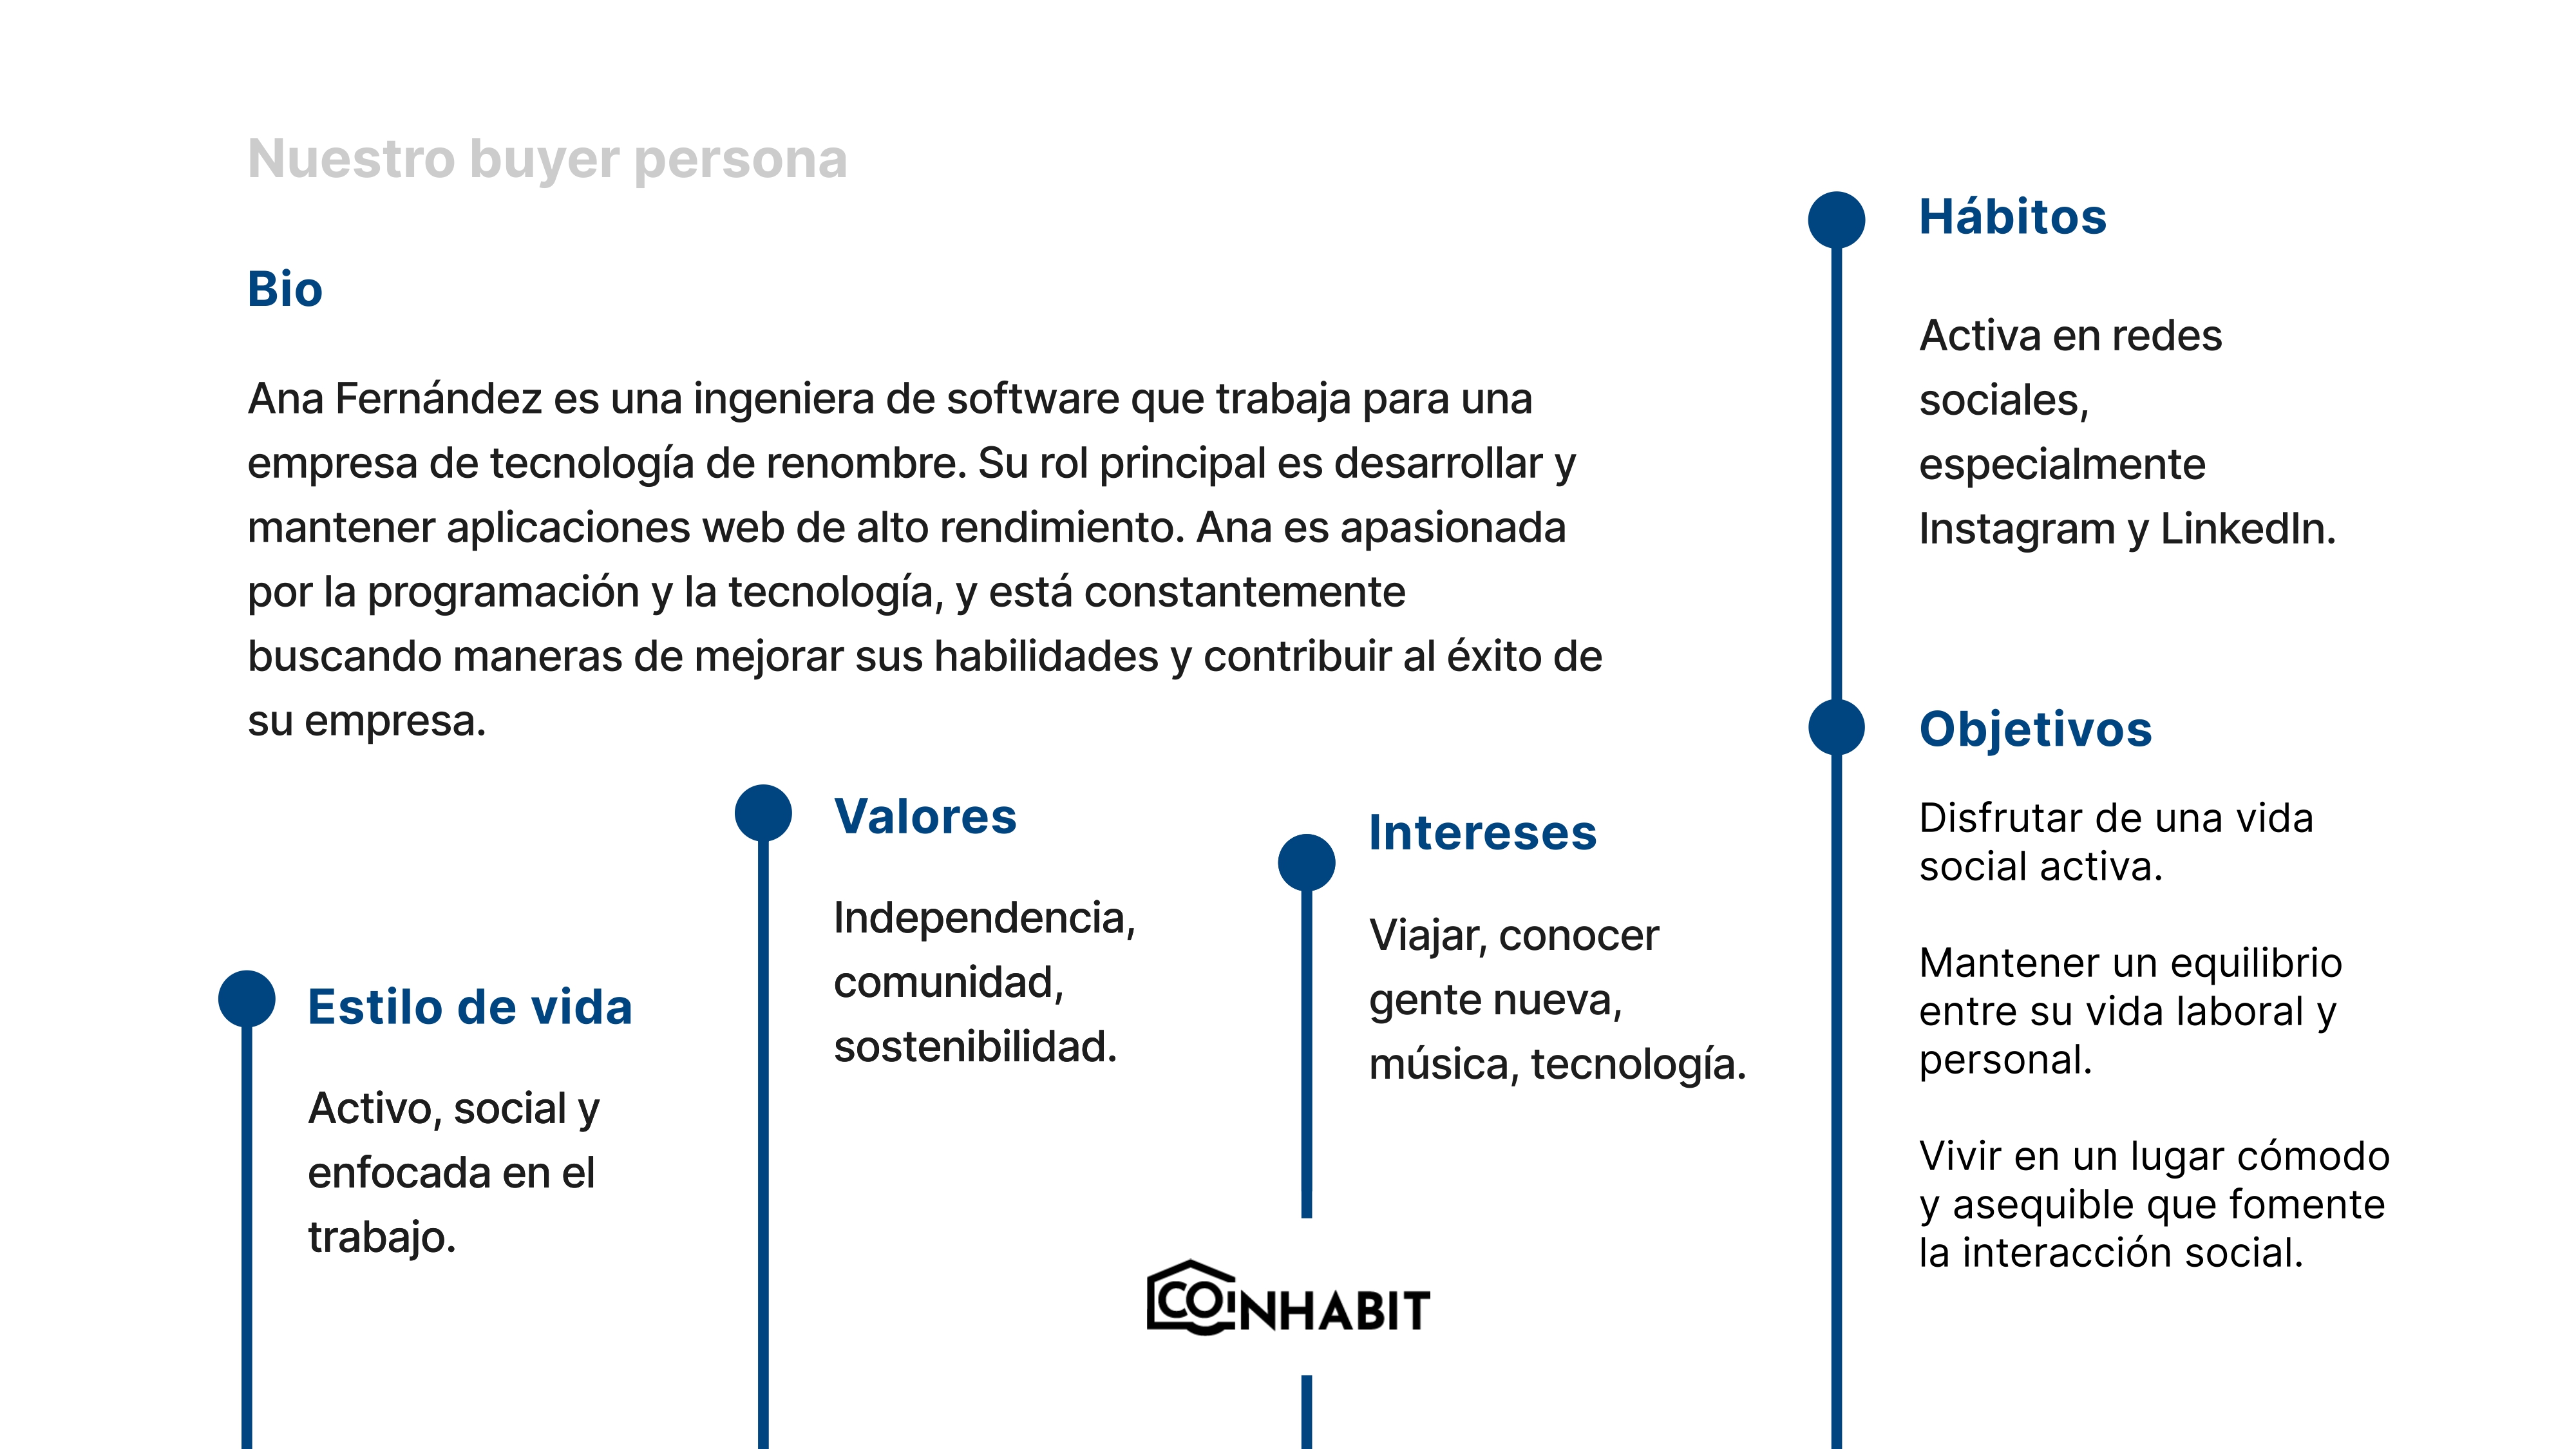 Nuestro buyer persona
Bio
Ana Fernández es una ingeniera de software que trabaja para una
empresa de tecnología de renombre. Su rol principal es desarrollar y
mantener aplicaciones web de alto rendimiento. Ana es apasionada
por la programación y la tecnología, y está constantemente
buscando maneras de mejorar sus habilidades y contribuir al éxito de
su empresa.
Estilo de vida
Activo, social y
enfocada en el
trabajo.
Valores
Independencia,
comunidad,
sostenibilidad.
Intereses
Viajar, conocer
gente nueva,
música, tecnología.
Hábitos
Activa en redes
sociales,
especialmente
Instagram y LinkedIn.
Objetivos
Disfrutar de una vida
social activa.
Mantener un equilibrio
entre su vida laboral y
personal.
Vivir en un lugar cómodo
y asequible que fomente
la interacción social.
COINHABIT